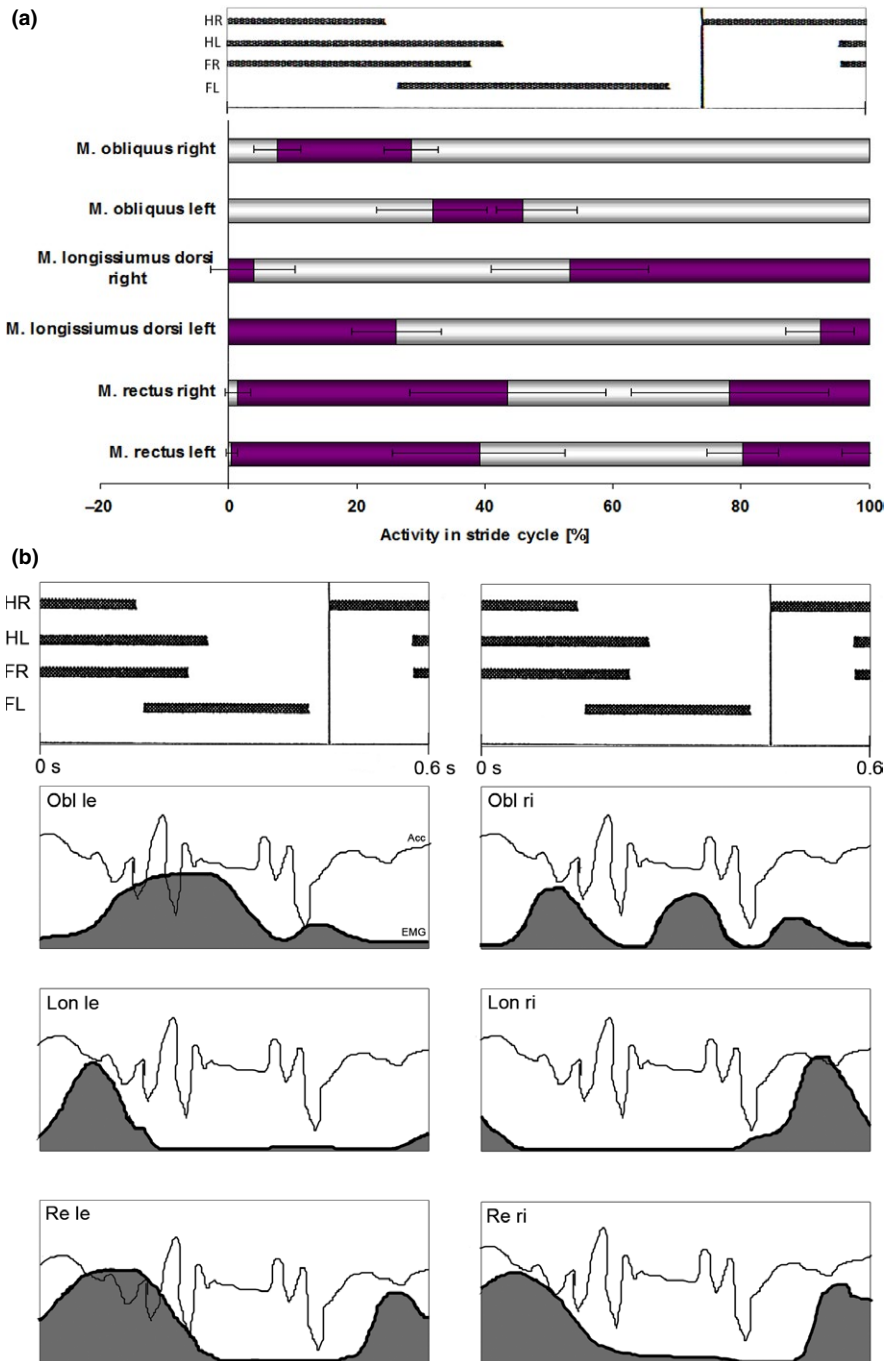 (a)
HR
HL
FR
FL
M. obliquus right
M. obliquus left
M. longissiumus dorsi
right
M. longissiumus dorsi left
M. rectus right
M. rectus left
–20
0
20
40
60
80
100
Activity in stride cycle [%]
(b)
HR
HL
FR
FL
0 s
0.6 s
0 s
0.6
Obl le
Acc
EMG
Obl ri
Lon le
Lon ri
Re le
Re ri